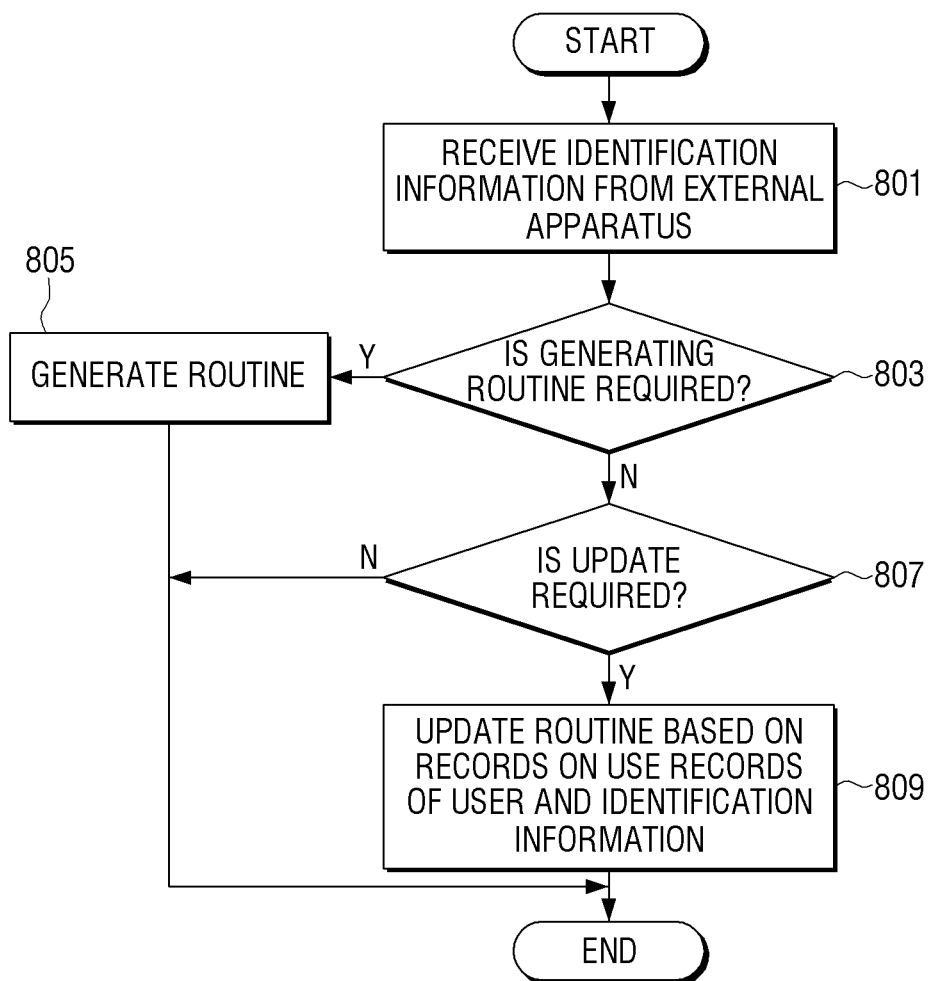 START
RECEIVE IDENTIFICATION
INFORMATION FROM EXTERNAL
APPARATUS
801
805
GENERATE ROUTINE
Y
IS GENERATING
ROUTINE REQUIRED?
803
N
N
IS UPDATE
REQUIRED?
807
Y
UPDATE ROUTINE BASED ON
RECORDS ON USE RECORDS
OF USER AND IDENTIFICATION
INFORMATION
809
END